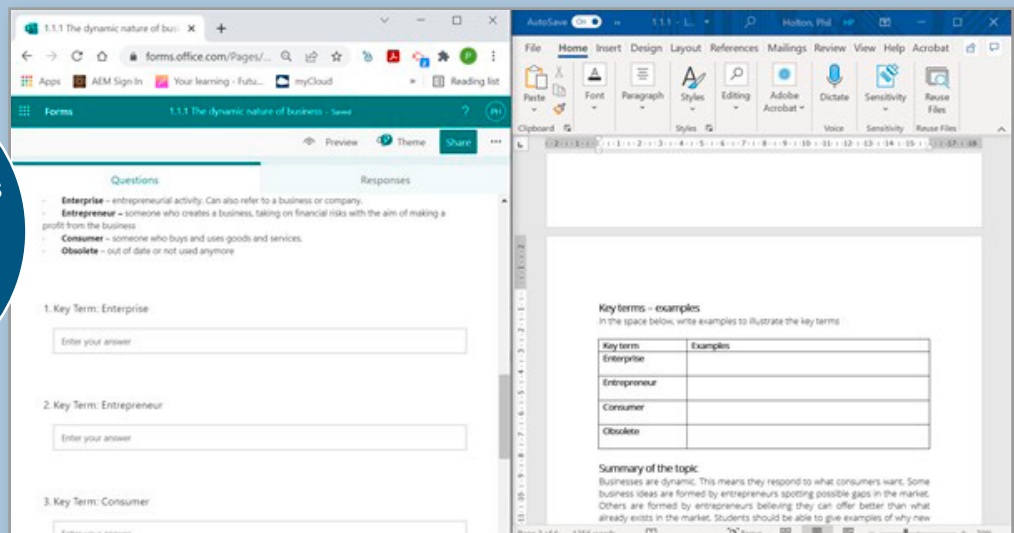 s
1.1.1 The dynamic nature of busi
forms.office.com/Pages/...
Apps
AEM Sign In
Your learning - Futu...
myCloud
Reading list
Forms
1.1.1 The dynamic nature of business - Saved
?
PH
Preview
Theme
Share
Questions
Responses
Enterprise – entrepreneurial activity. Can also refer to a business or company.
Entrepreneur – someone who creates a business, taking on financial risks with the aim of making a
profit from the business
Consumer – someone who buys and uses goods and services.
Obsolete – out of date or not used anymore
1. Key Term: Enterprise
Enter your answer
2. Key Term: Entrepreneur
Enter your answer
3. Key Term: Consumer
Enter your answer
AutoSave On
1.1.1 - L...
Holton, Phil
HP
File Home Insert Design Layout References Mailings Review View Help Acrobat
Paste
Font
Paragraph
Styles
Editing
Adobe
Acrobat
Dictate
Sensitivity
Reuse
Files
Clipboard
Styles
Voice
Sensitivity
Reuse Files
Key terms – examples
In the space below, write examples to illustrate the key terms
Key term Examples
Enterprise
Entrepreneur
Consumer
Obsolete
Summary of the topic
Businesses are dynamic. This means they respond to what consumers want. Some
business ideas are formed by entrepreneurs spotting possible gaps in the market.
Others are formed by entrepreneurs believing they can offer better than what
already exists in the market. Students should be able to give examples of why new